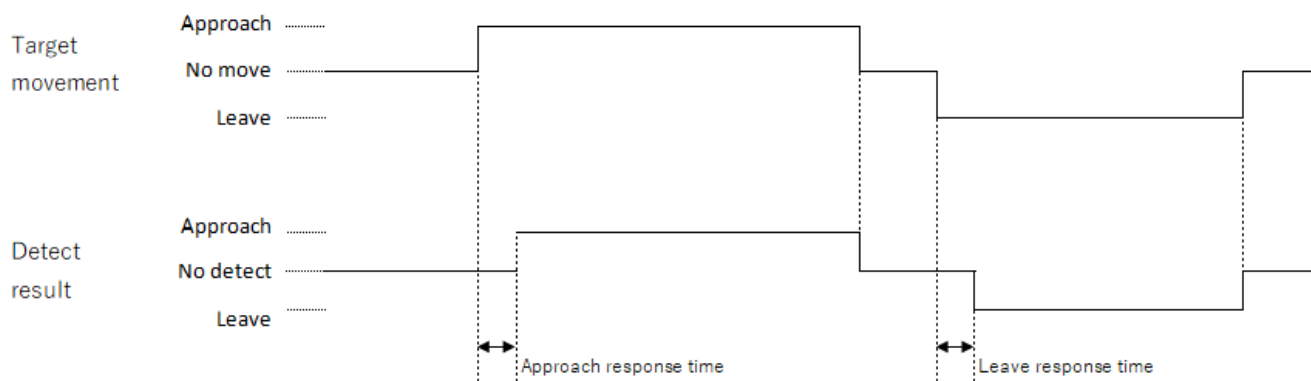 Approach
Target
movement
No move
Leave
Approach
Detect
result
No detect
Leave
Approach response time
Leave response time